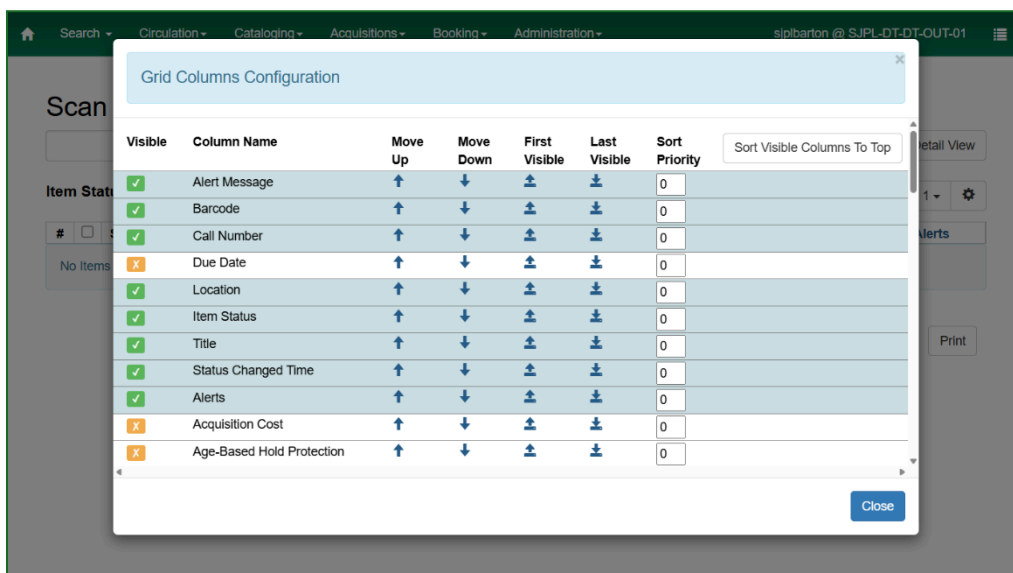 Search Circulation Cataloging Acquisitions Booking Administration sjplbarton @ SJPL-DT-DT-OUT-01
Grid Columns Configuration ×
Scan
Detail View
Visible Column Name Move Up Move Down First Visible Last Visible Sort Priority Sort Visible Columns To Top
Item Statu 1
# S Alerts
No Items
Print
✓ Alert Message 0
✓ Barcode 0
✓ Call Number 0
✗ Due Date 0
✓ Location 0
✓ Item Status 0
✓ Title 0
✓ Status Changed Time 0
✓ Alerts 0
✗ Acquisition Cost 0
✗ Age-Based Hold Protection 0
Close